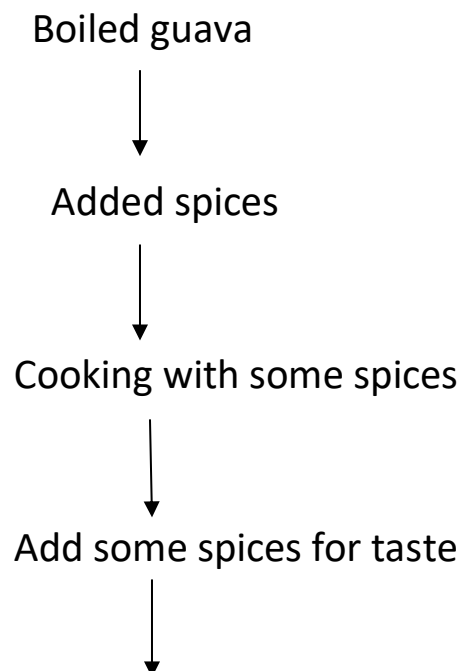 Boiled guava
Added spices
Cooking with some spices
Add some spices for taste